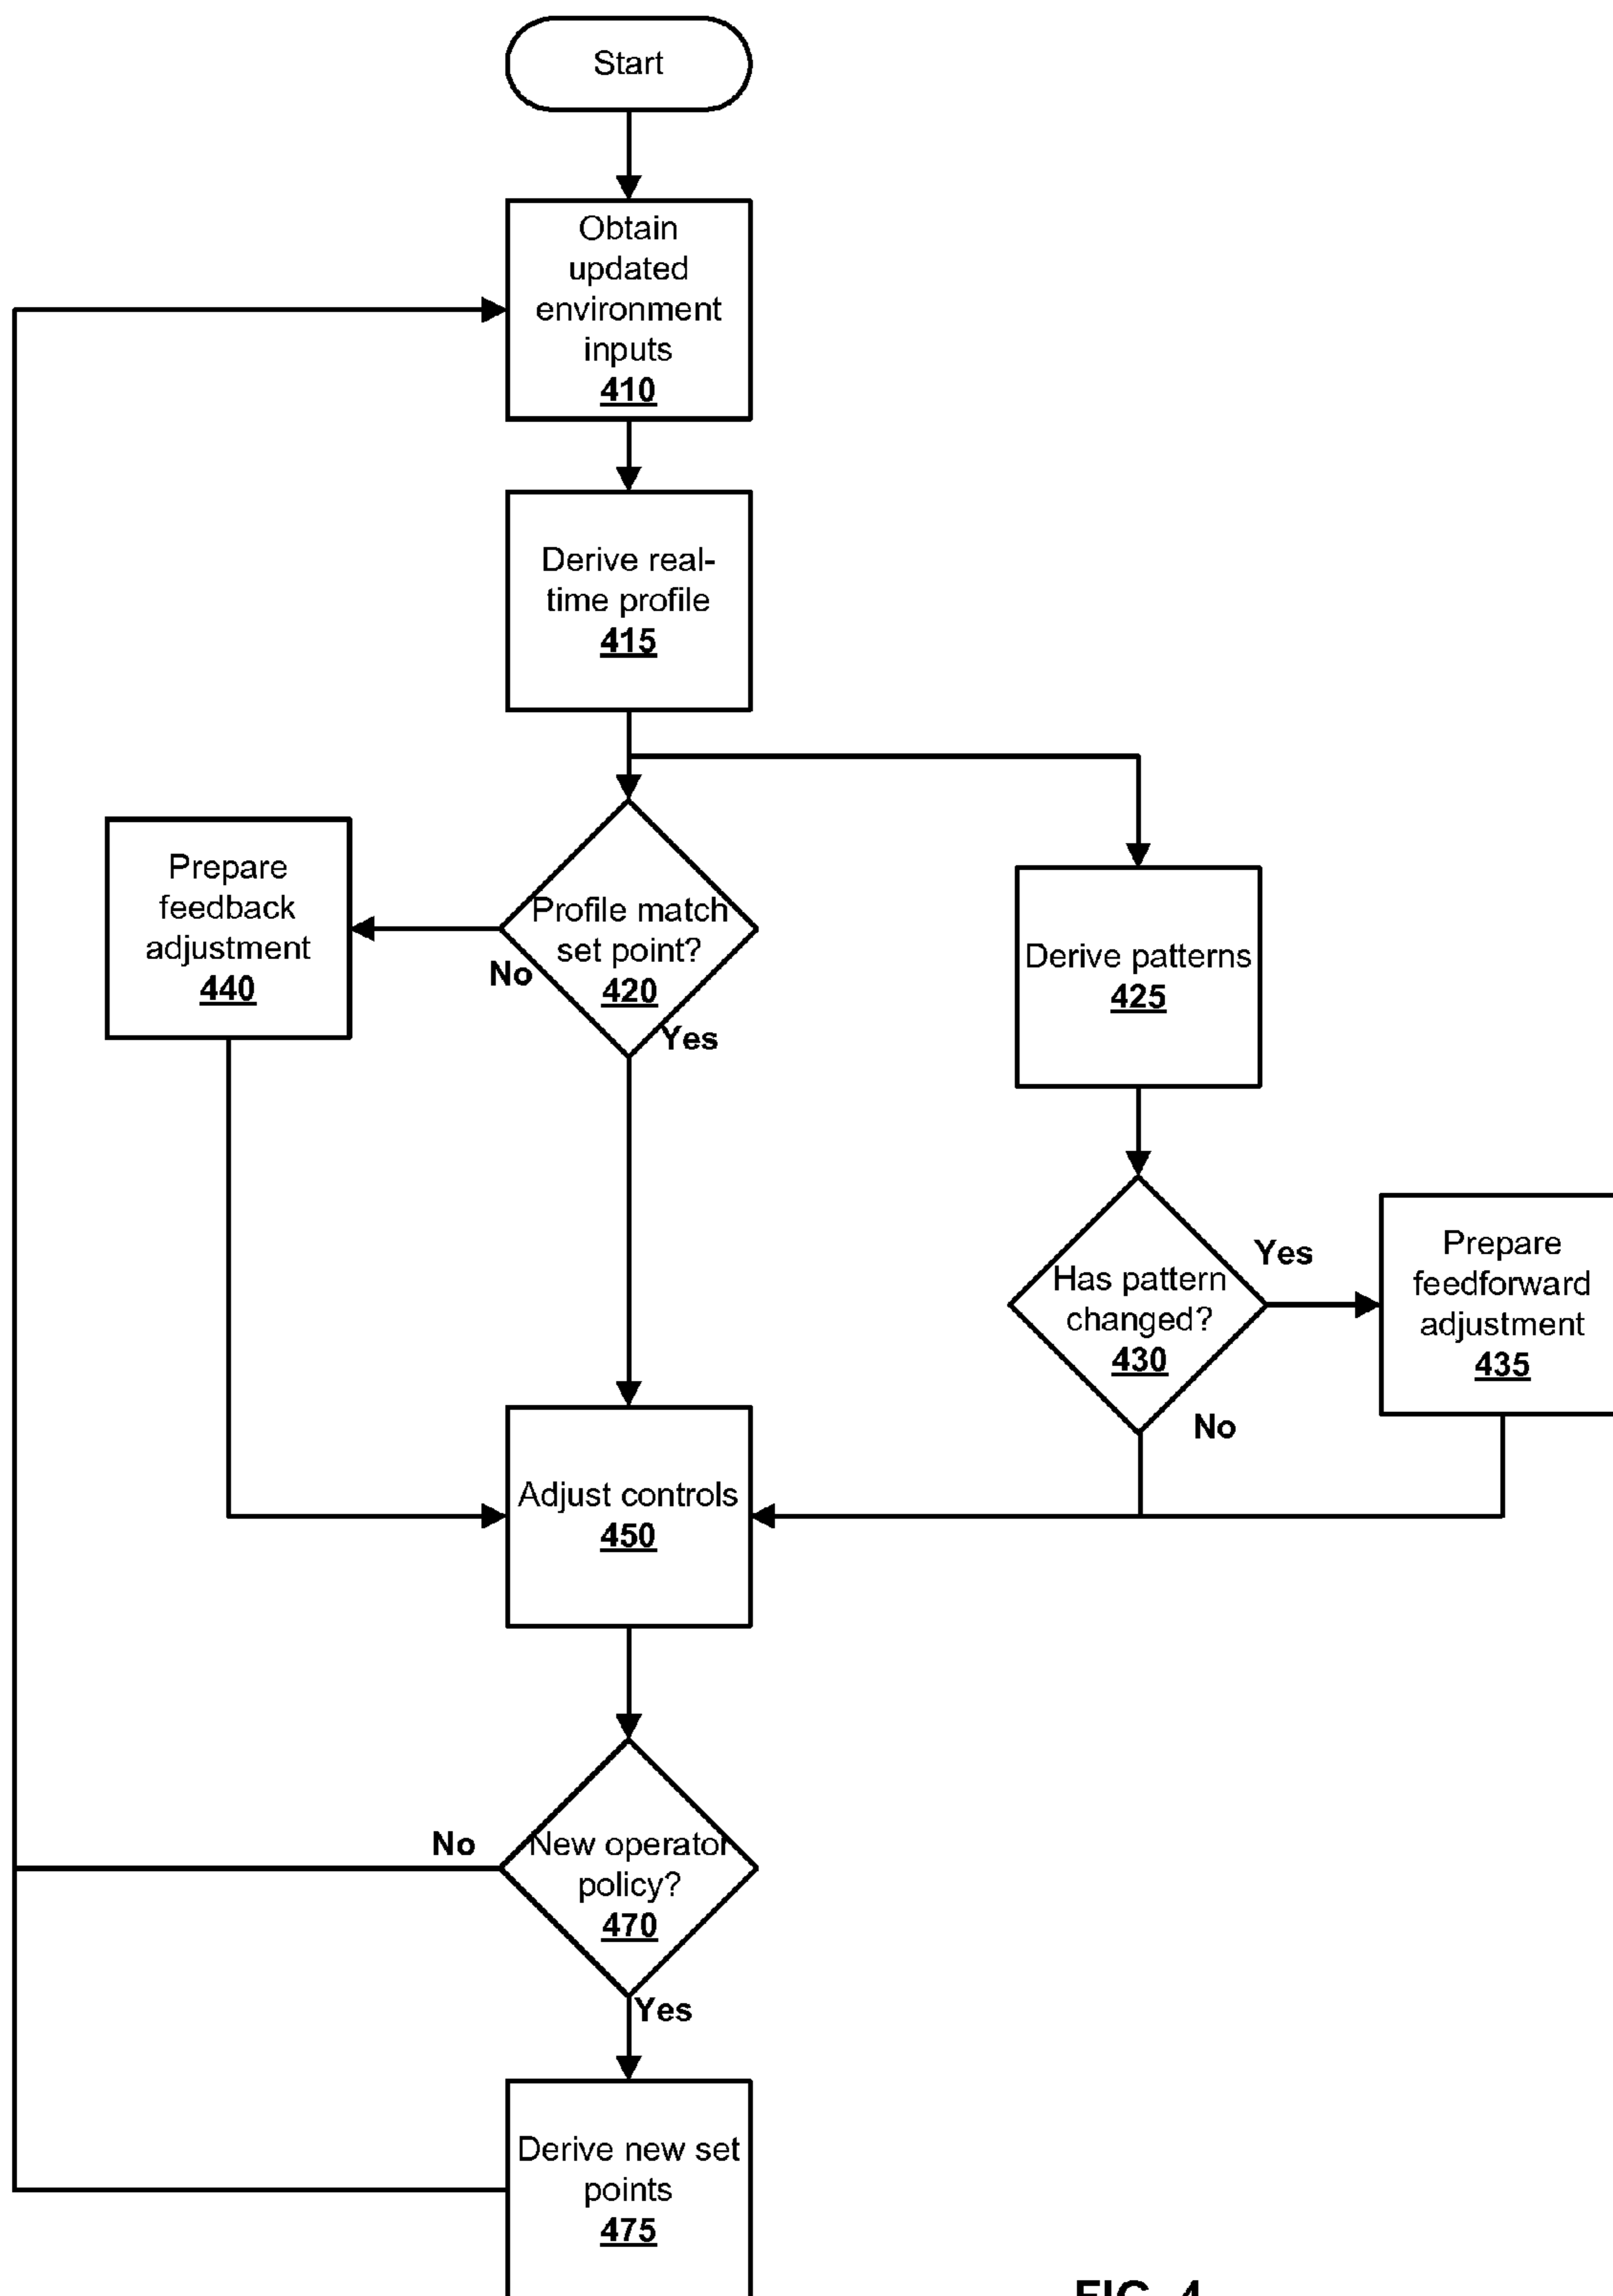 Start
Obtain
updated
environment
inputs
410
Derive real-
time profile
415
Prepare
feedback
adjustment
440
Profile match
set point?
420
No
Yes
Derive patterns
425
Has pattern
changed?
430
Yes
No
Prepare
feedforward
adjustment
435
Adjust controls
450
New operator
policy?
470
No
Yes
Derive new set
points
475
FIG. 4